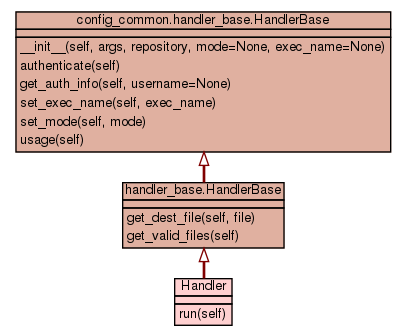 config_common.handler_base.HandlerBase
__init__(self, args, repository, mode=None, exec_name=None)
authenticate(self)
get_auth_info(self, username=None)
set_exec_name(self, exec_name)
set_mode(self, mode)
usage(self)
handler_base.HandlerBase
get_dest_file(self, file)
get_valid_files(self)
Handler
run(self)